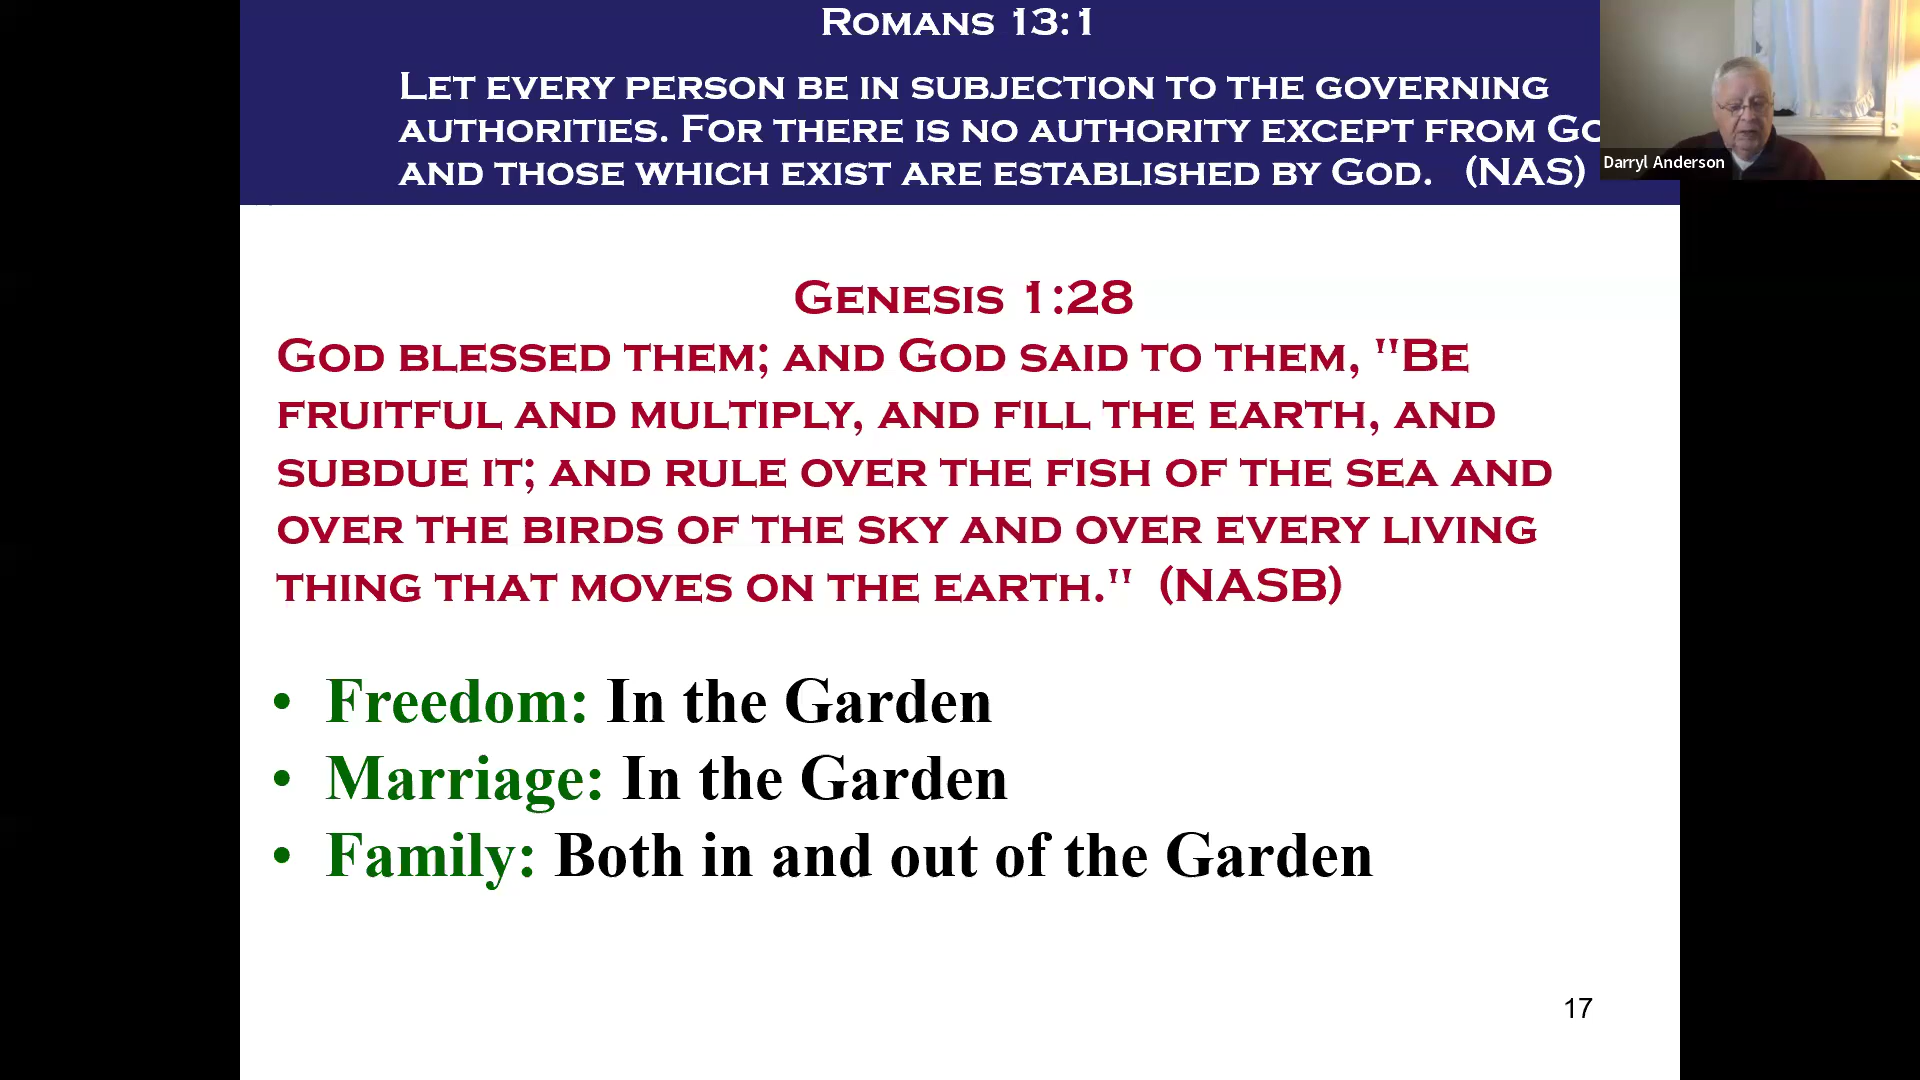 Romans 13:1
Let every person be in subjection to the governing
authorities. For there is no authority except from
and those which exist are established by God. (NAS)
Darryl Anderson
Genesis 1:28
God blessed them; and God said to them, "Be
fruitful and multiply, and fill the earth, and
subdue it; and rule over the fish of the sea and
over the birds of the sky and over every living
thing that moves on the earth." (NASB)
• Freedom: In the Garden
• Marriage: In the Garden
• Family: Both in and out of the Garden
17